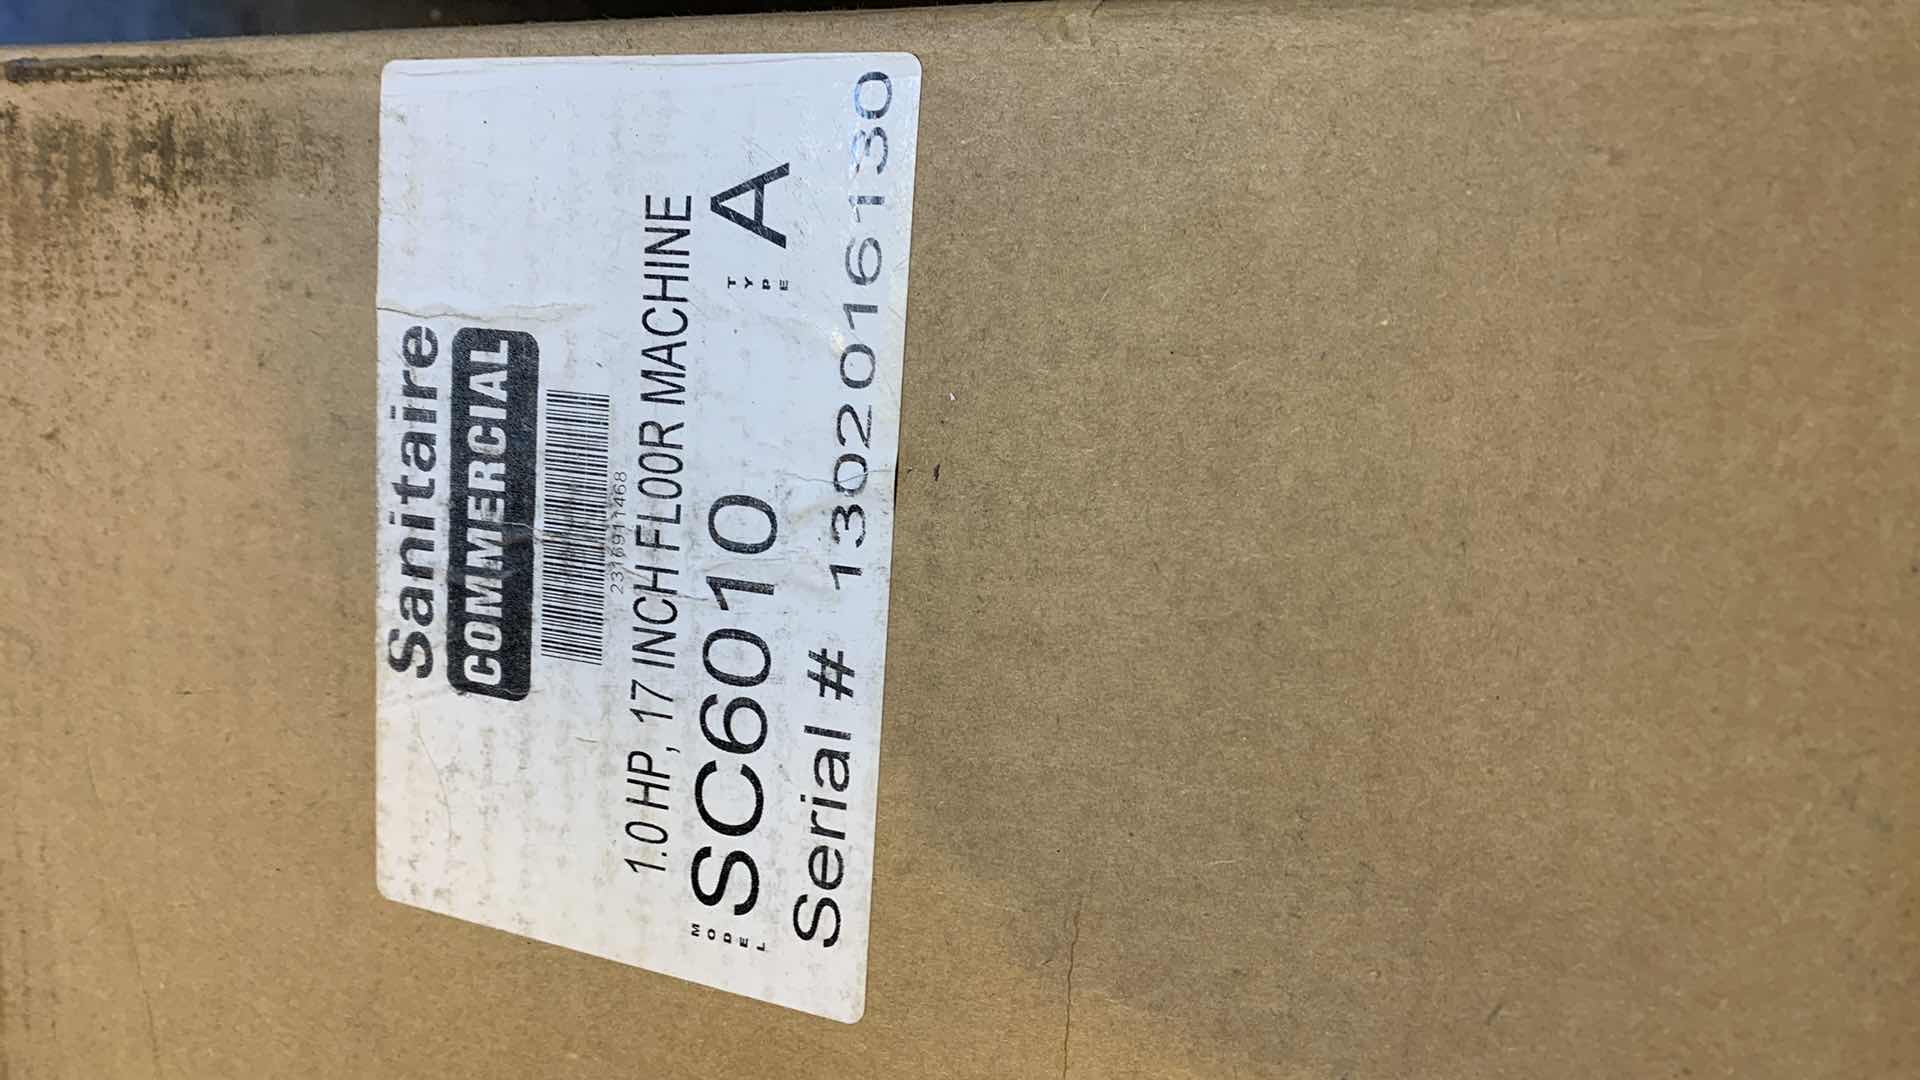 Sanitaire
COMMERCIAL
2316911468
1.0 HP, 17 INCH FLOOR MACHINE
MODEL SC6010 TYPE A
Serial # 1302016130